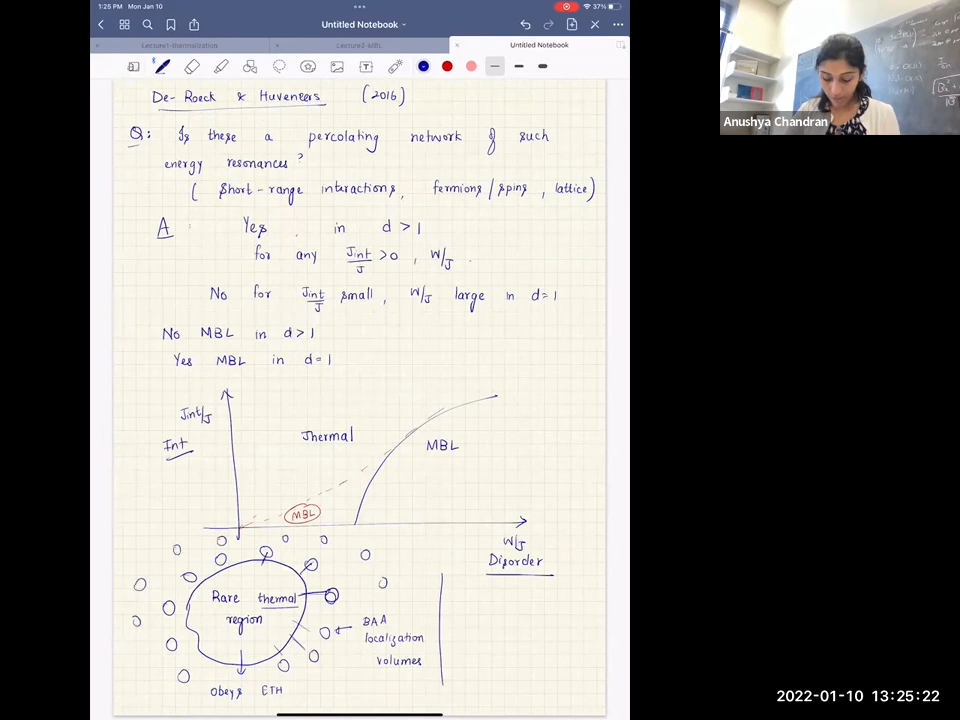 1:25 PM Mon Jan 10
37%
Untitled Notebook
Lecture1-thermalization
Lecture2-MBL
Untitled Notebook
De-Roeck & Huveneers (2016)
Q: Is there a percolating network of such
energy resonances?
( short-range interactions, fermions/spins, lattice)
A: Yes, in d > 1
for any Jint/J > 0, W/J.
No for Jint/J small, W/J large in d=1
No MBL in d > 1
Yes MBL in d = 1
Jint/J
Int
Thermal
MBL
MBL
W/J
Disorder
Rare thermal
region
BAA
localization
volumes
Obeys ETH
Anushya Chandran
2022-01-10 13:25:22